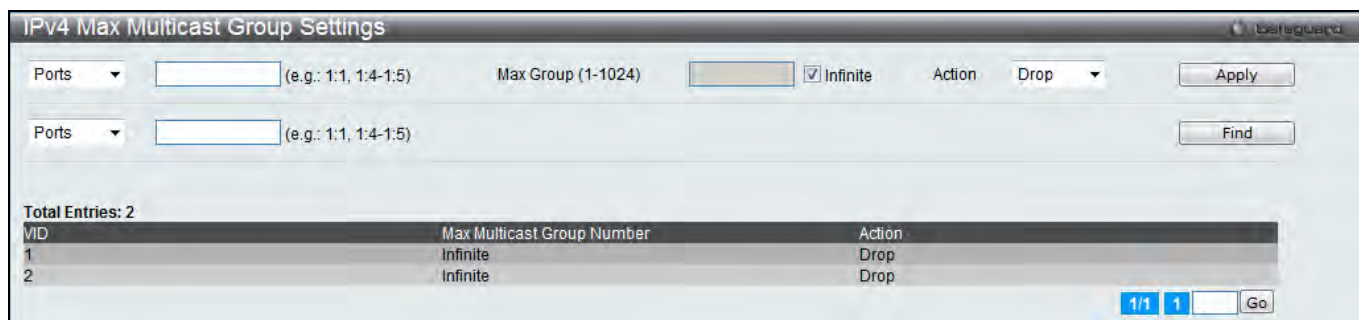 IPv4 Max Multicast Group Settings Safeguard
Ports (e.g.: 1:1, 1:4-1:5) Max Group (1-1024) Infinite Action Drop Apply
Ports (e.g.: 1:1, 1:4-1:5) Find
Total Entries: 2
VID Max Multicast Group Number Action
1 Infinite Drop
2 Infinite Drop
1/1 1 Go